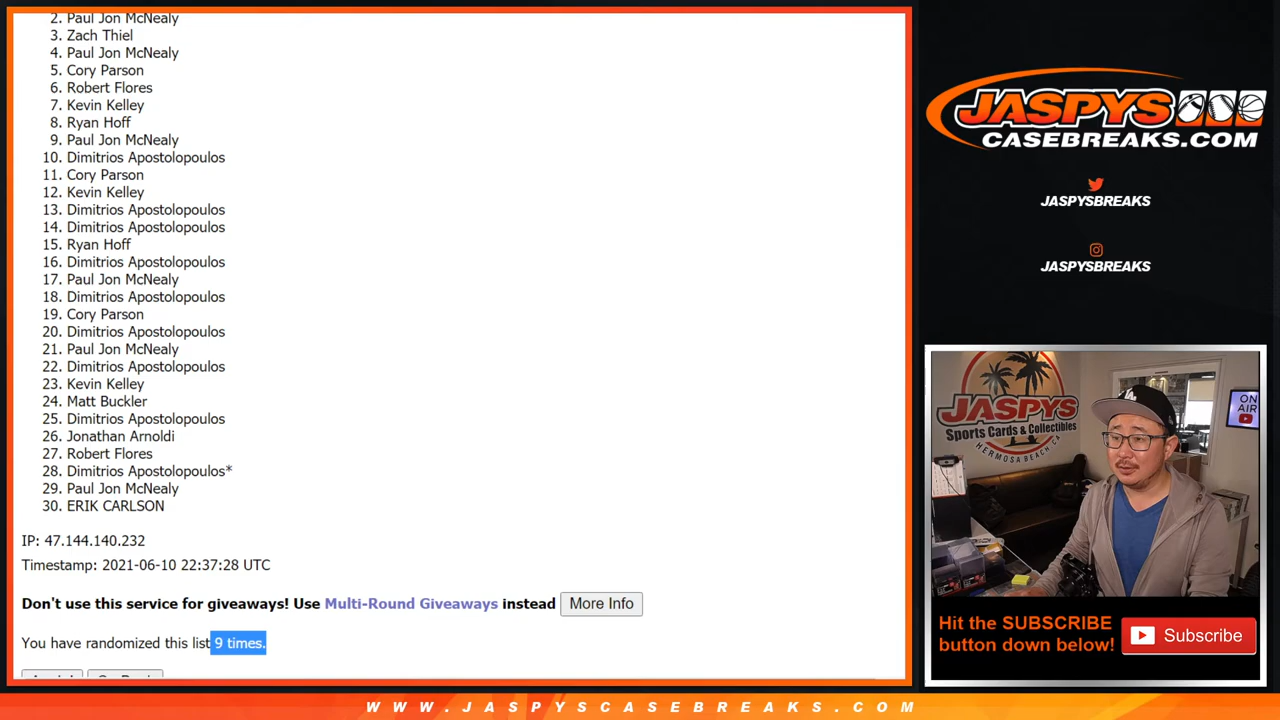 2. Paul Jon McNealy
3. Zach Thiel
4. Paul Jon McNealy
5. Cory Parson
6. Robert Flores
7. Kevin Kelley
8. Ryan Hoff
9. Paul Jon McNealy
10. Dimitrios Apostolopoulos
11. Cory Parson
12. Kevin Kelley
13. Dimitrios Apostolopoulos
14. Dimitrios Apostolopoulos
15. Ryan Hoff
16. Dimitrios Apostolopoulos
17. Paul Jon McNealy
18. Dimitrios Apostolopoulos
19. Cory Parson
20. Dimitrios Apostolopoulos
21. Paul Jon McNealy
22. Dimitrios Apostolopoulos
23. Kevin Kelley
24. Matt Buckler
25. Dimitrios Apostolopoulos
26. Jonathan Arnoldi
27. Robert Flores
28. Dimitrios Apostolopoulos*
29. Paul Jon McNealy
30. ERIK CARLSON
IP: 47.144.140.232
Timestamp: 2021-06-10 22:37:28 UTC
Don't use this service for giveaways! Use Multi-Round Giveaways instead More Info
You have randomized this list 9 times.
JASPYS
CASEBREAKS.COM
JASPYSBREAKS
JASPYSBREAKS
JASPYS
Sports Cards & Collectibles
HERMOSA BEACH, CA
ON
AIR
Hit the SUBSCRIBE
button down below!
Subscribe
WWW.JASPYSCASEBREAKS.COM